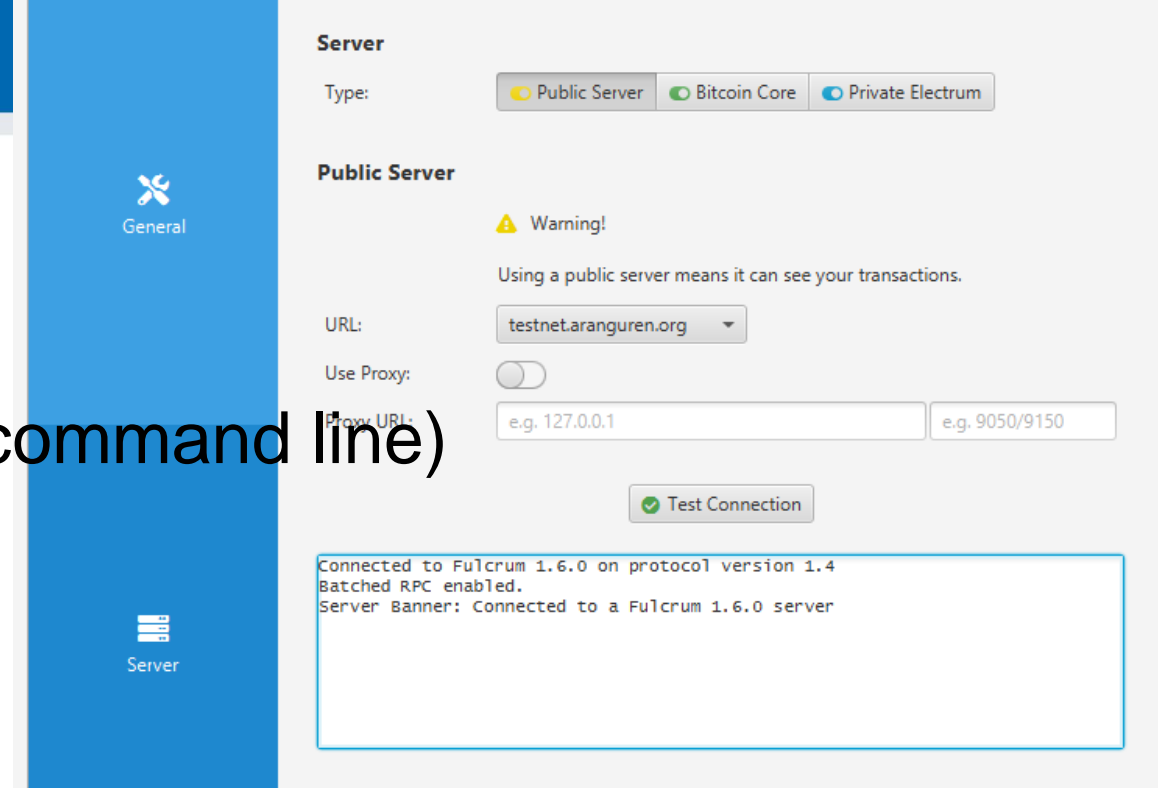 Server
Type:
Public Server
Bitcoin Core
Private Electrum
Public Server
General
Warning!
Using a public server means it can see your transactions.
URL:
testnet.aranguren.org
Use Proxy:
Proxy URL:
e.g. 127.0.0.1
e.g. 9050/9150
command line)
Test Connection
Connected to Fulcrum 1.6.0 on protocol version 1.4
Batched RPC enabled.
Server Banner: Connected to a Fulcrum 1.6.0 server
Server